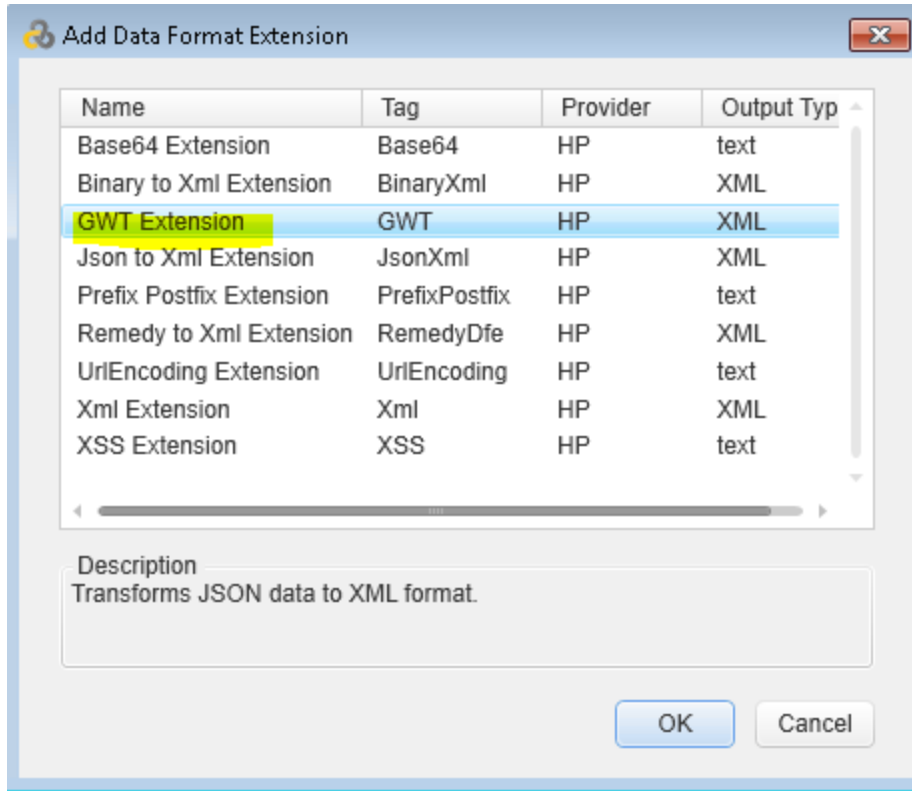 Add Data Format Extension
Name Tag Provider Output Typ
Base64 Extension Base64 HP text
Binary to Xml Extension BinaryXml HP XML
GWT Extension GWT HP XML
Json to Xml Extension JsonXml HP XML
Prefix Postfix Extension PrefixPostfix HP text
Remedy to Xml Extension RemedyDfe HP XML
UrlEncoding Extension UrlEncoding HP text
Xml Extension Xml HP XML
XSS Extension XSS HP text
Description
Transforms JSON data to XML format.
OK Cancel